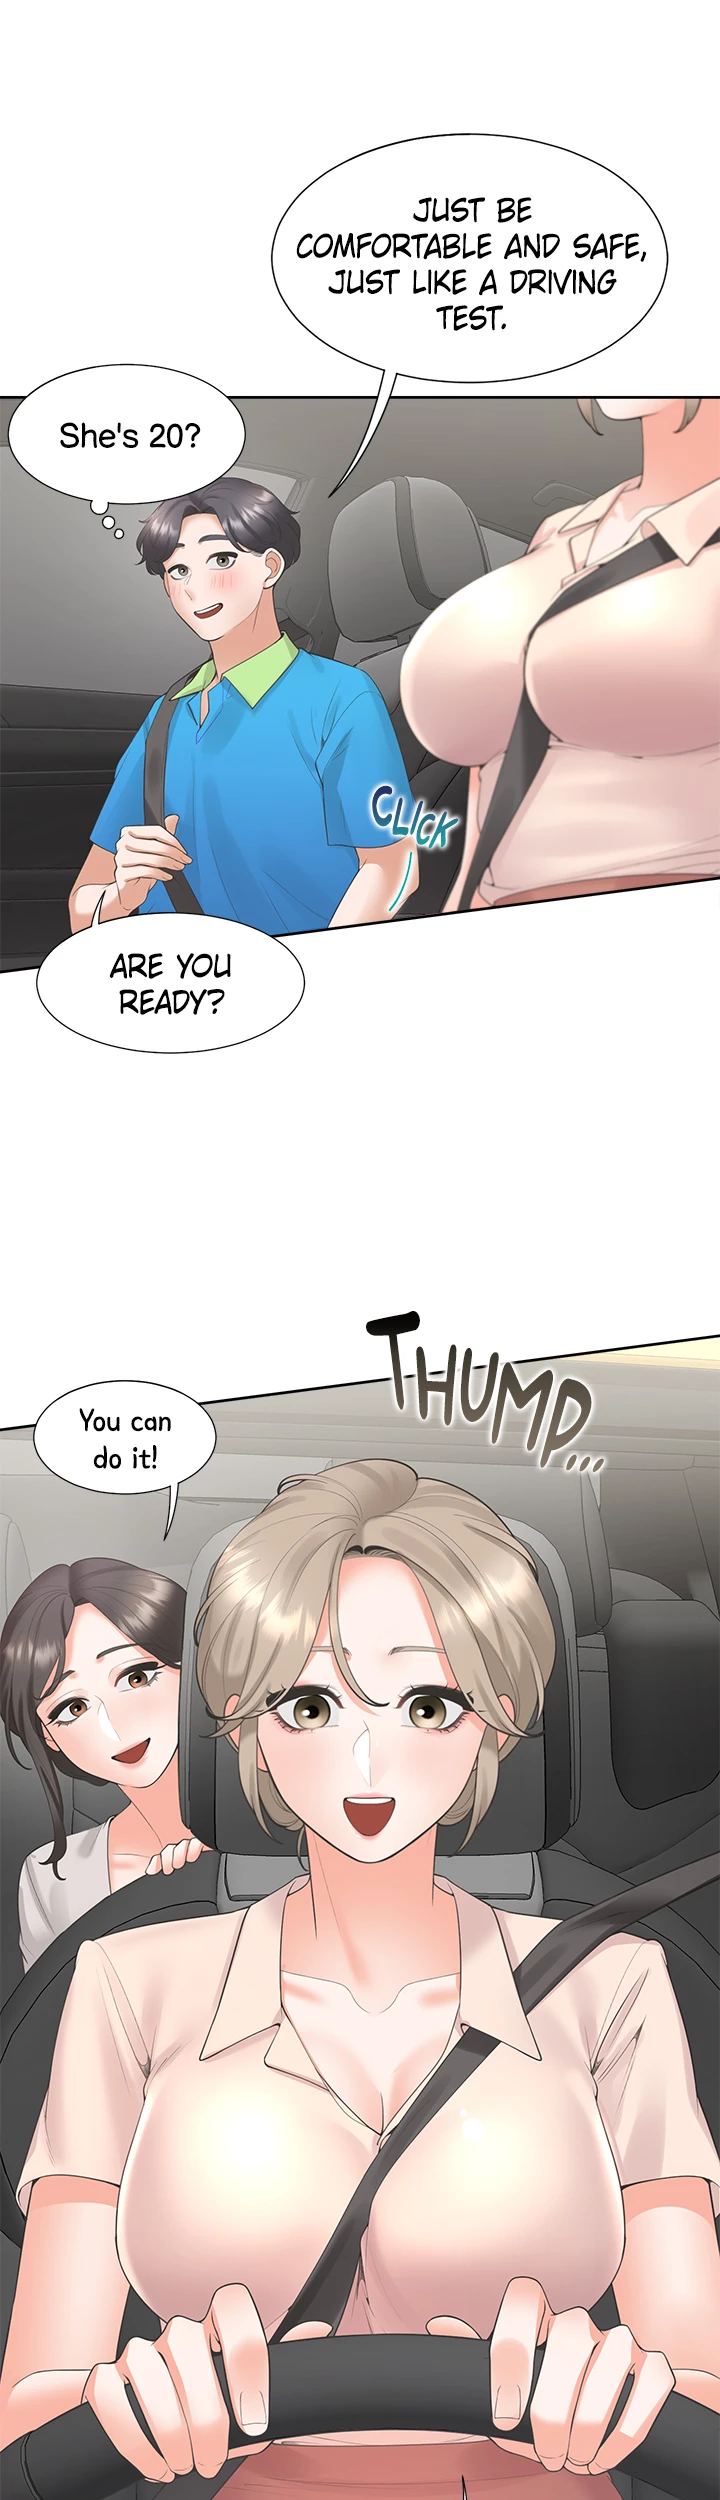 JUST BE
COMFORTABLE AND SAFE,
JUST LIKE A DRIVING
TEST.
She's 20?
CLICK
ARE YOU
READY?
THUMP...
You can
do it!